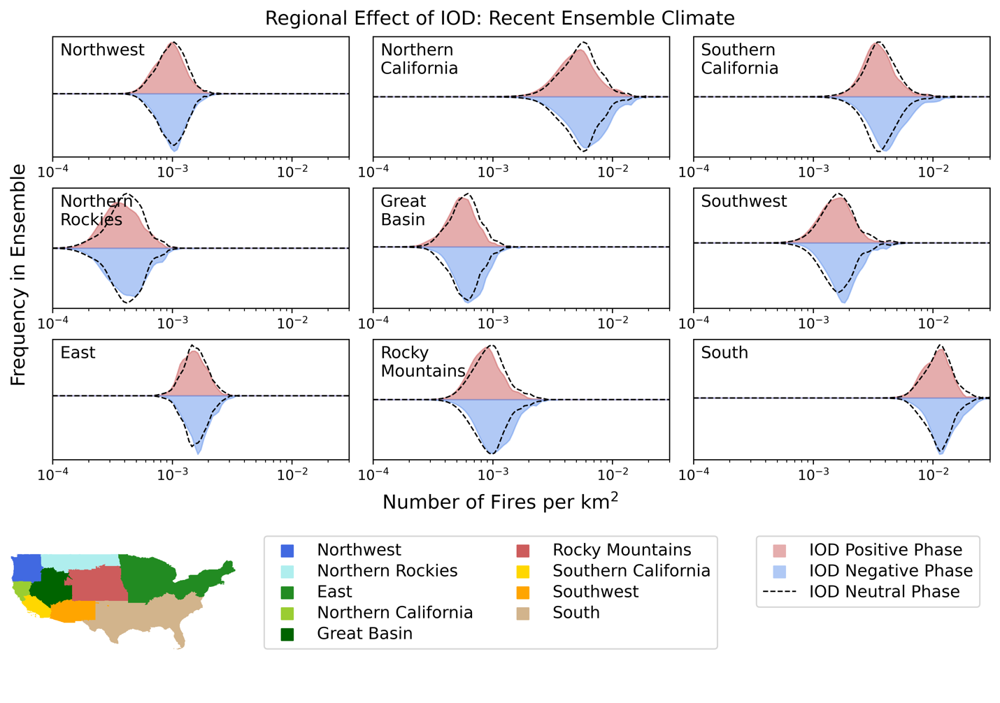 Regional Effect of IOD: Recent Ensemble Climate
Northwest
Northern
California
Southern
California
10⁻⁴ 10⁻³ 10⁻²
10⁻⁴ 10⁻³ 10⁻²
10⁻⁴ 10⁻³ 10⁻²
Northern
Rockies
Great
Basin
Southwest
10⁻⁴ 10⁻³ 10⁻²
10⁻⁴ 10⁻³ 10⁻²
10⁻⁴ 10⁻³ 10⁻²
East
Rocky
Mountains
South
10⁻⁴ 10⁻³ 10⁻²
10⁻⁴ 10⁻³ 10⁻²
10⁻⁴ 10⁻³ 10⁻²
Frequency in Ensemble
Number of Fires per km²
Northwest
Northern Rockies
East
Northern California
Great Basin
Rocky Mountains
Southern California
Southwest
South
IOD Positive Phase
IOD Negative Phase
IOD Neutral Phase